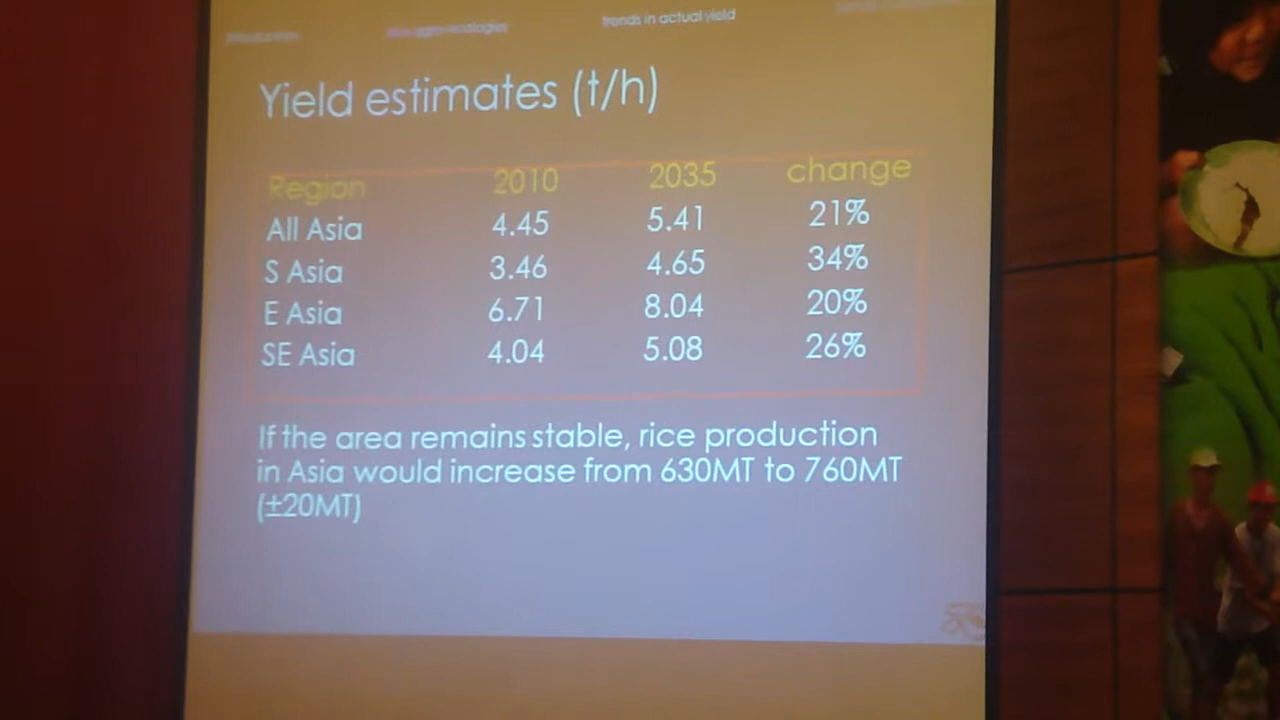 trends in actual yield
Yield estimates (t/h)
Region 2010 2035 change
All Asia 4.45 5.41 21%
S Asia 3.46 4.65 34%
E Asia 6.71 8.04 20%
SE Asia 4.04 5.08 26%
If the area remains stable, rice production
in Asia would increase from 630MT to 760MT
(±20MT)